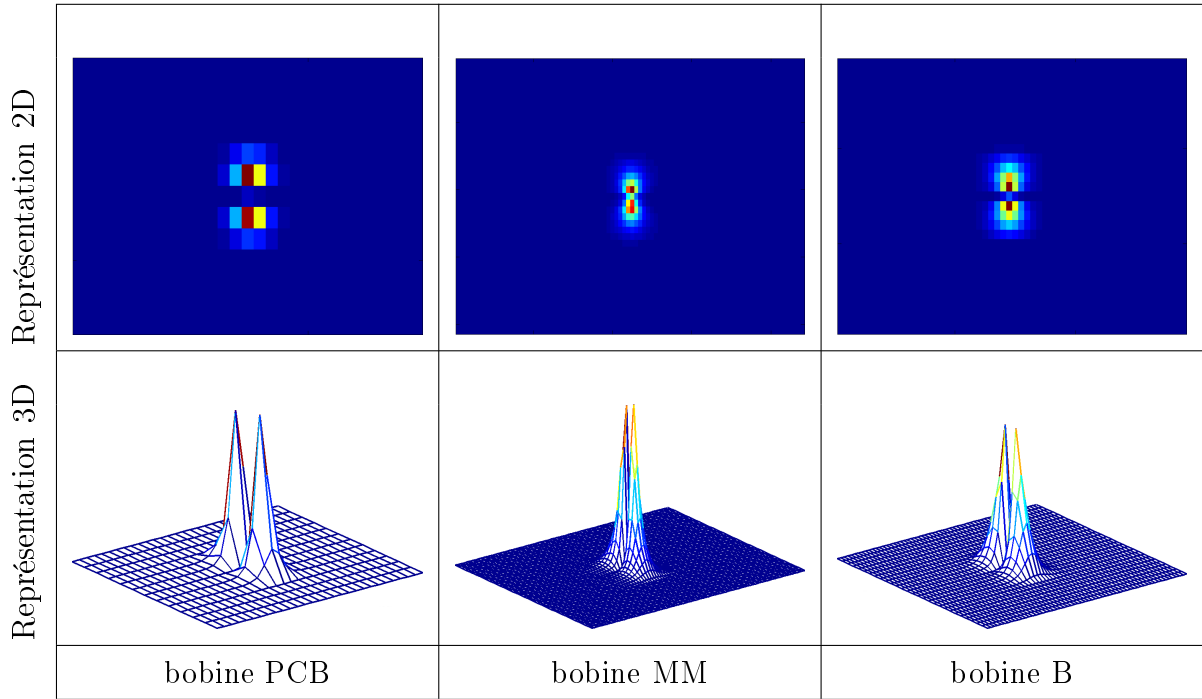 Représentation 2D
Représentation 3D
bobine PCB
bobine MM
bobine B